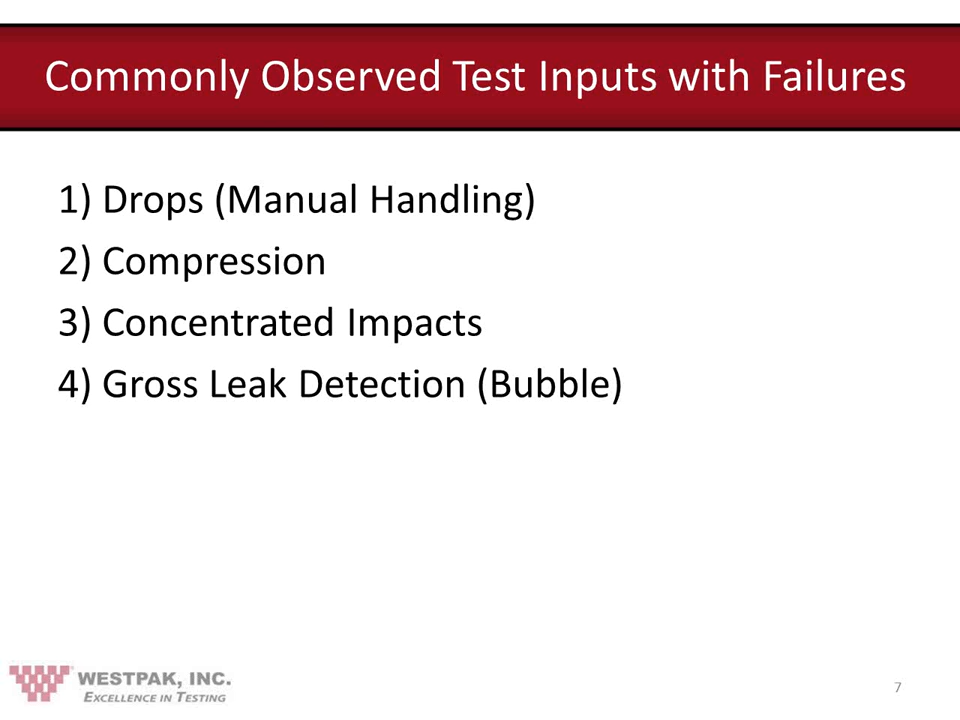 Commonly Observed Test Inputs with Failures
1) Drops (Manual Handling)
2) Compression
3) Concentrated Impacts
4) Gross Leak Detection (Bubble)
WESTPAK, INC.
EXCELLENCE IN TESTING
7